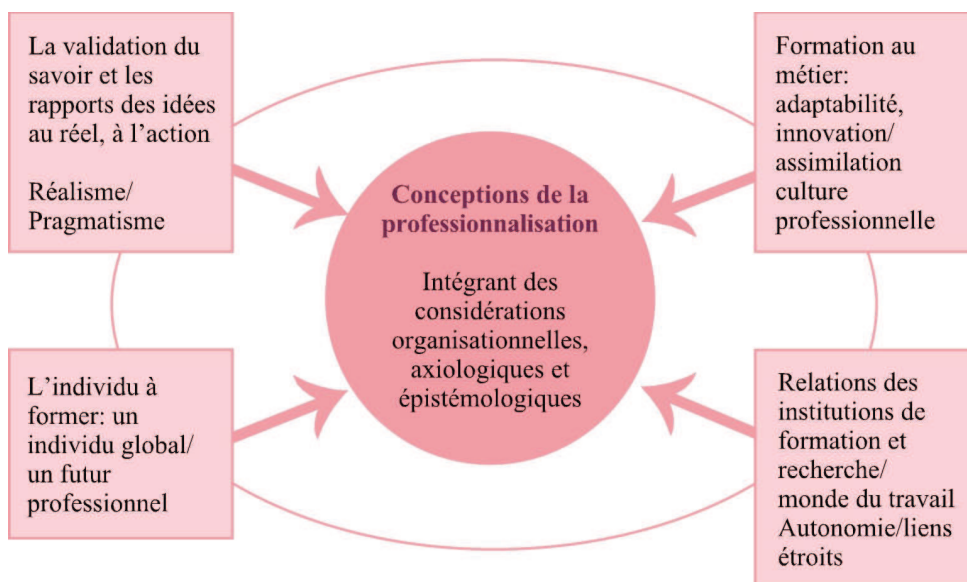 La validation du
savoir et les
rapports des idées
au réel, à l’action
Réalisme/
Pragmatisme
Formation au
métier:
adaptabilité,
innovation/
assimilation
culture
professionnelle
Conceptions de la
professionnalisation
Intégrant des
considérations
organisationnelles,
axiologiques et
épistémologiques
L’individu à
former: un
individu global/
un futur
professionnel
Relations des
institutions de
formation et
recherche/
monde du travail
Autonomie/liens
étroits